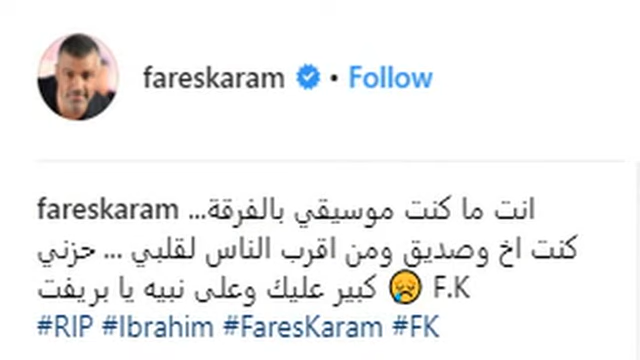 fareskaram • Follow
fareskaram انت ما كنت موسيقي بالفرقة...
كنت اخ وصديق ومن اقرب الناس لقلبي ... حزني
كبير عليك وعلى نبيه يا بريفت 😢 F.K
#RIP #Ibrahim #FaresKaram #FK